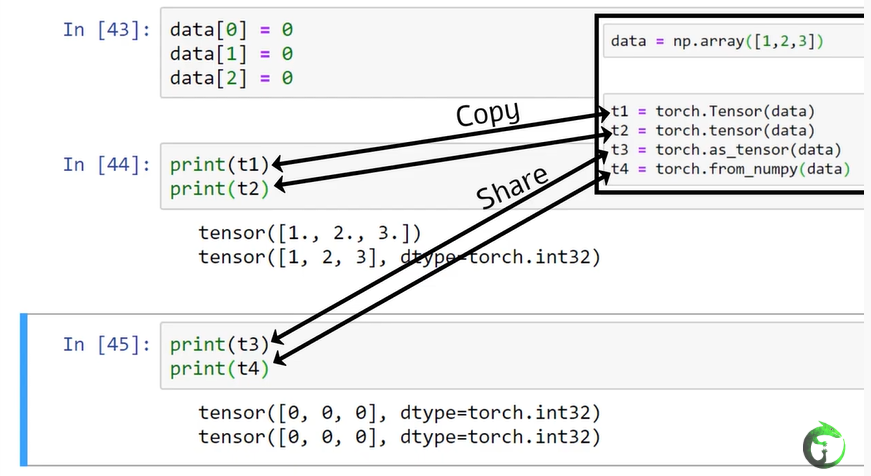 In [43]:
data[0] = 0
data[1] = 0
data[2] = 0
data = np.array([1,2,3])
t1 = torch.Tensor(data)
t2 = torch.tensor(data)
t3 = torch.as_tensor(data)
t4 = torch.from_numpy(data)
Copy
Share
In [44]:
print(t1)
print(t2)
tensor([1., 2., 3.])
tensor([1, 2, 3], dtype=torch.int32)
In [45]:
print(t3)
print(t4)
tensor([0, 0, 0], dtype=torch.int32)
tensor([0, 0, 0], dtype=torch.int32)